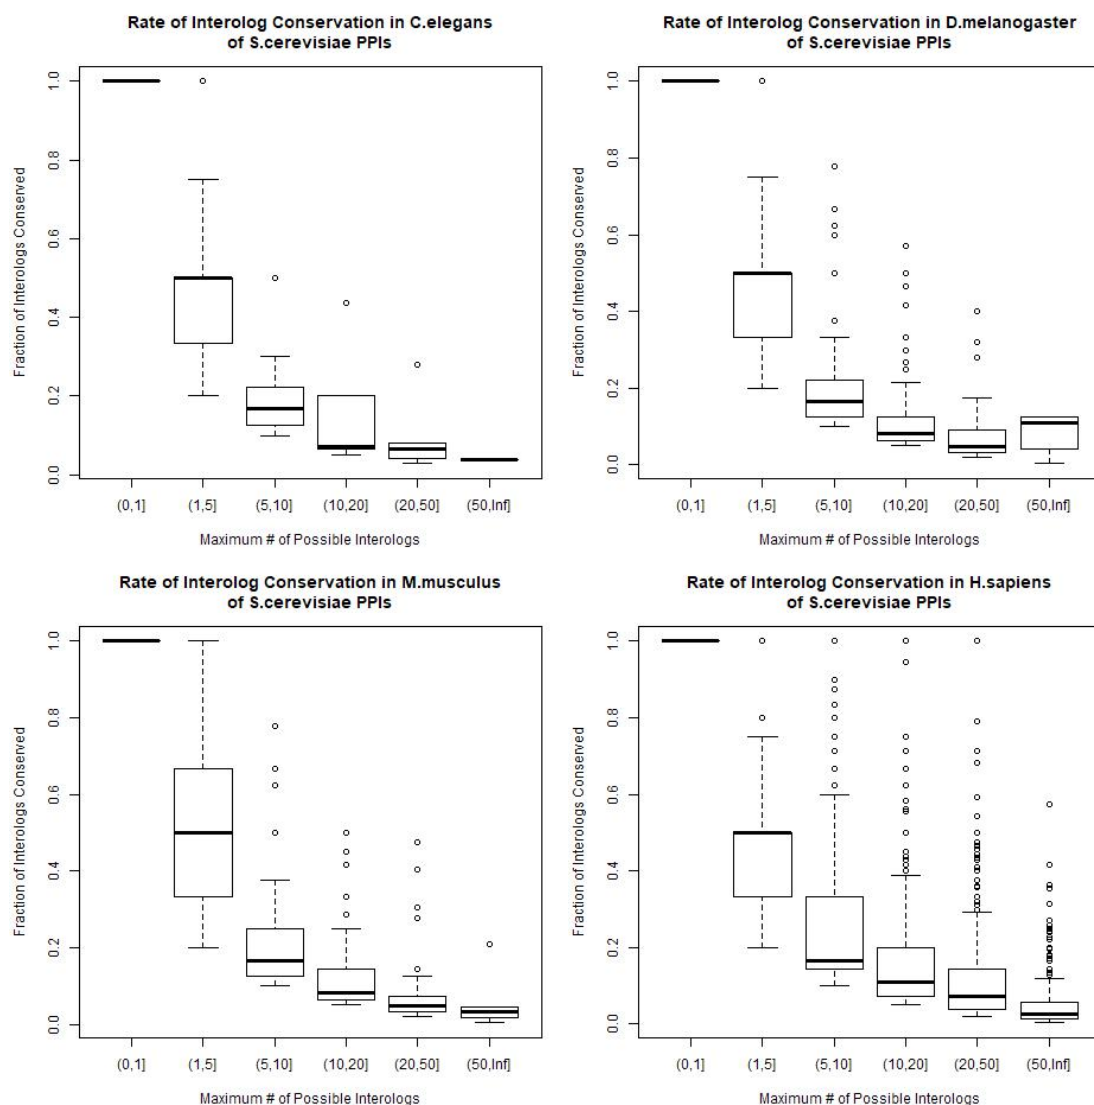 Rate of Interolog Conservation in C.elegans
of S.cerevisiae PPIs
Fraction of Interologs Conserved
1.0
0.8
0.6
0.4
0.2
0.0
(0,1] (1,5] (5,10] (10,20] (20,50] (50,Inf]
Maximum # of Possible Interologs
Rate of Interolog Conservation in D.melanogaster
of S.cerevisiae PPIs
Fraction of Interologs Conserved
1.0
0.8
0.6
0.4
0.2
0.0
(0,1] (1,5] (5,10] (10,20] (20,50] (50,Inf]
Maximum # of Possible Interologs
Rate of Interolog Conservation in M.musculus
of S.cerevisiae PPIs
Fraction of Interologs Conserved
1.0
0.8
0.6
0.4
0.2
0.0
(0,1] (1,5] (5,10] (10,20] (20,50] (50,Inf]
Maximum # of Possible Interologs
Rate of Interolog Conservation in H.sapiens
of S.cerevisiae PPIs
Fraction of Interologs Conserved
1.0
0.8
0.6
0.4
0.2
0.0
(0,1] (1,5] (5,10] (10,20] (20,50] (50,Inf]
Maximum # of Possible Interologs